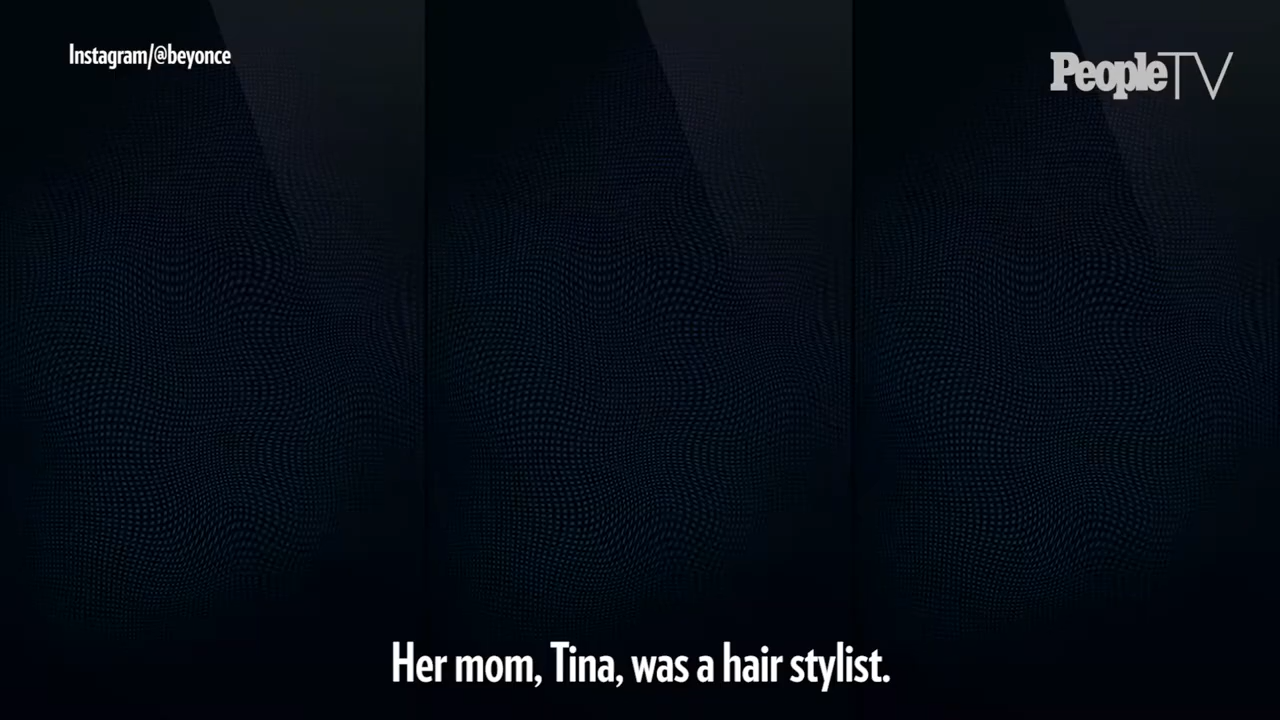 Instagram/@beyonce
PeopleTV
Her mom, Tina, was a hair stylist.